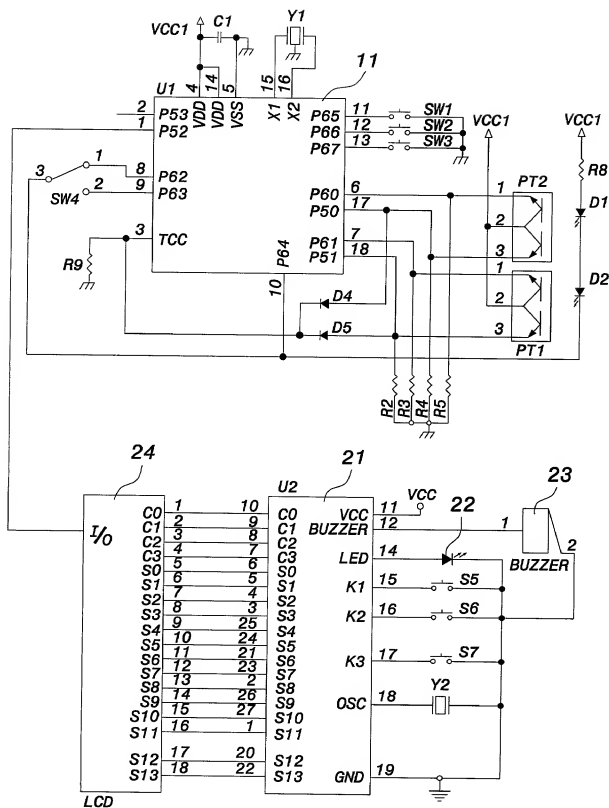 VCC1 C1 Y1
4 14 5 15 16
U1 VDD VDD VSS X1 X2 11
2 P53 P65 11 SW1
1 P52 P66 12 SW2
P67 13 SW3
VCC1 VCC1
3 1 8 P62
SW4 2 9 P63
P60 6 1 PT2 R8
P50 17 2 D1
3 TCC P61 7 3
R9 P64 P51 18 1
10 D4 2 D2
D5 3 PT1
R2 R3 R4 R5
24 U2 21 22 23
I/O
C0 1 10 C0 VCC 11 VCC
C1 2 9 C1 BUZZER 12 1
C2 3 8 C2 BUZZER 2
C3 4 7 C3 LED 14
S0 5 6 S0
S1 6 5 S1 K1 15 S5
S2 7 4 S2
S3 8 3 S3 K2 16 S6
S4 9 25 S4
S5 10 24 S5
S6 11 21 S6 K3 17 S7
S7 12 23 S7
S8 13 2 S8
S9 14 26 S9 OSC 18 Y2
S10 15 27 S10
S11 16 1 S11
S12 17 20 S12
S13 18 22 S13 GND 19
LCD